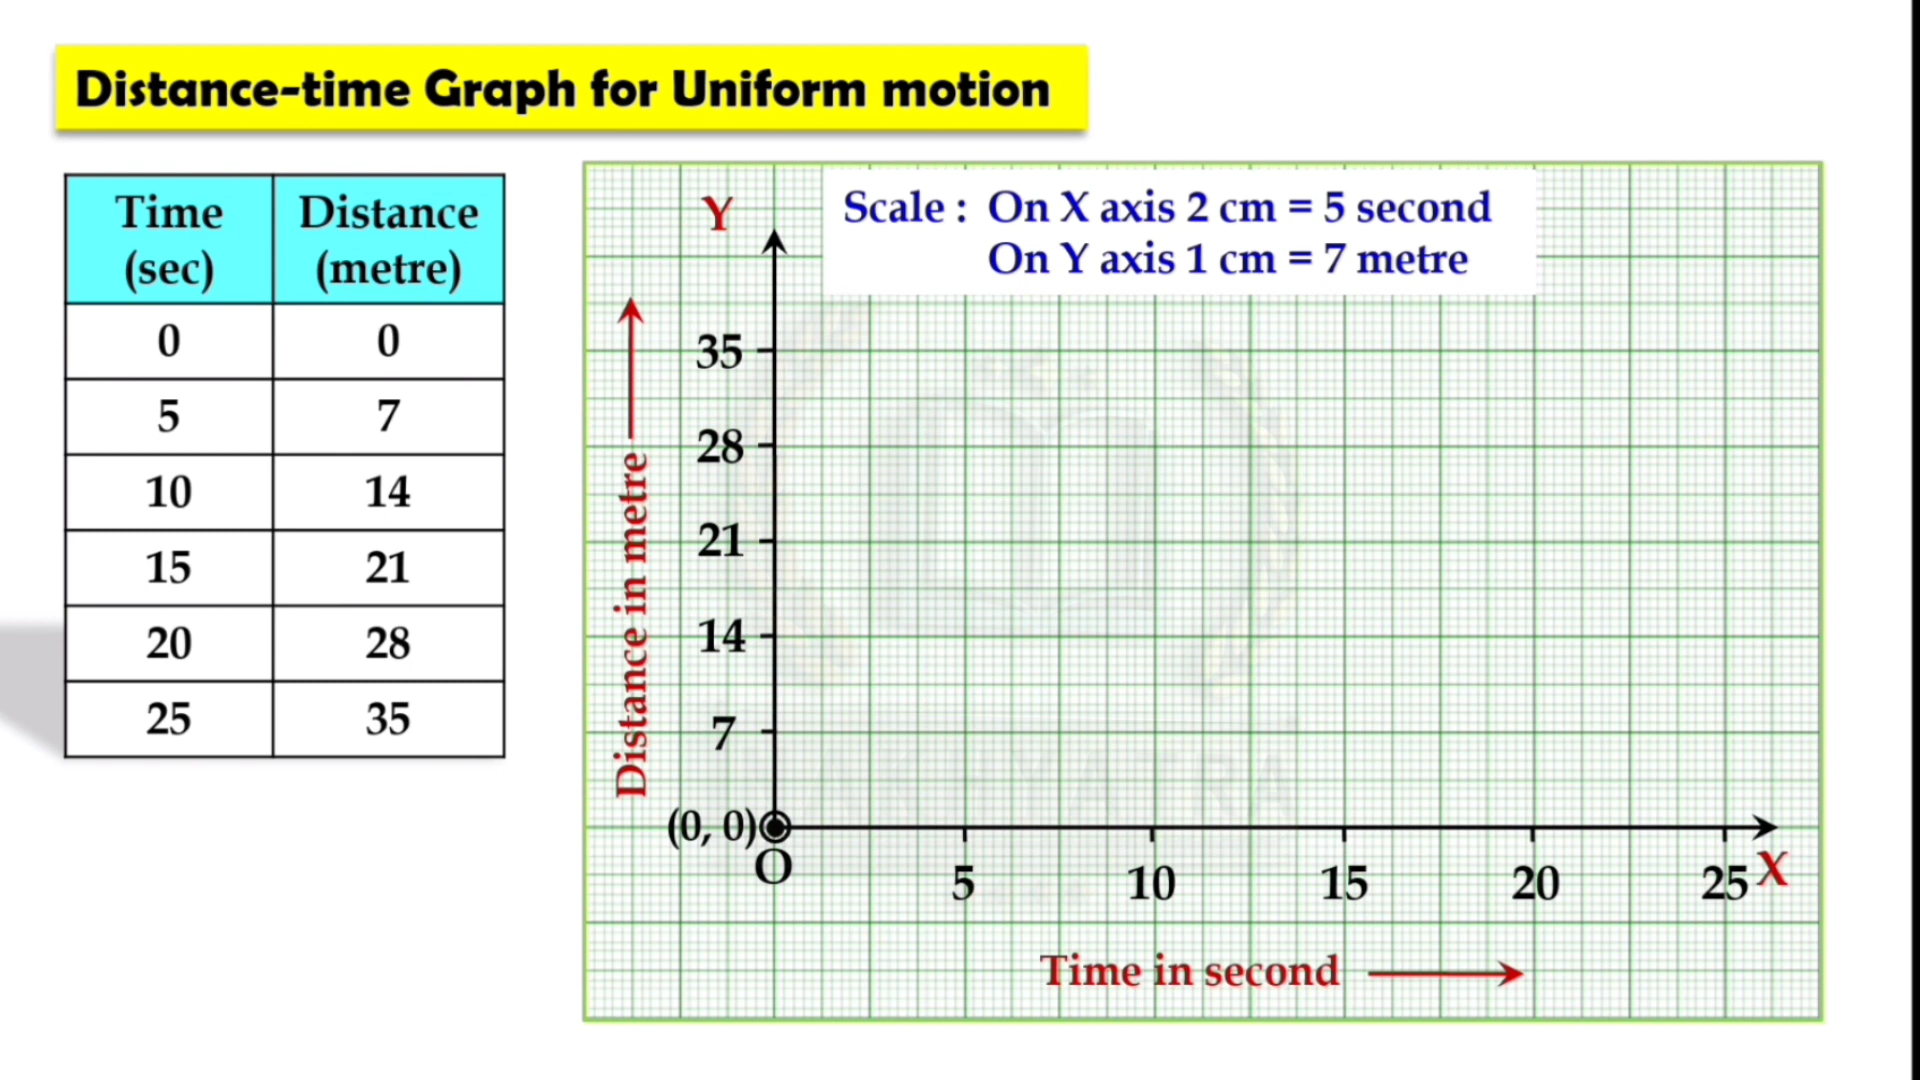 Distance-time Graph for Uniform motion
Time (sec) Distance (metre)
0 0
5 7
10 14
15 21
20 28
25 35
Scale : On X axis 2 cm = 5 second
On Y axis 1 cm = 7 metre
Y
35
28
21
14
7
(0, 0)
O
5 10 15 20 25 X
Distance in metre
Time in second